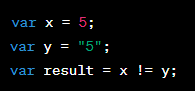 var x = 5;
var y = "5";
var result = x != y;